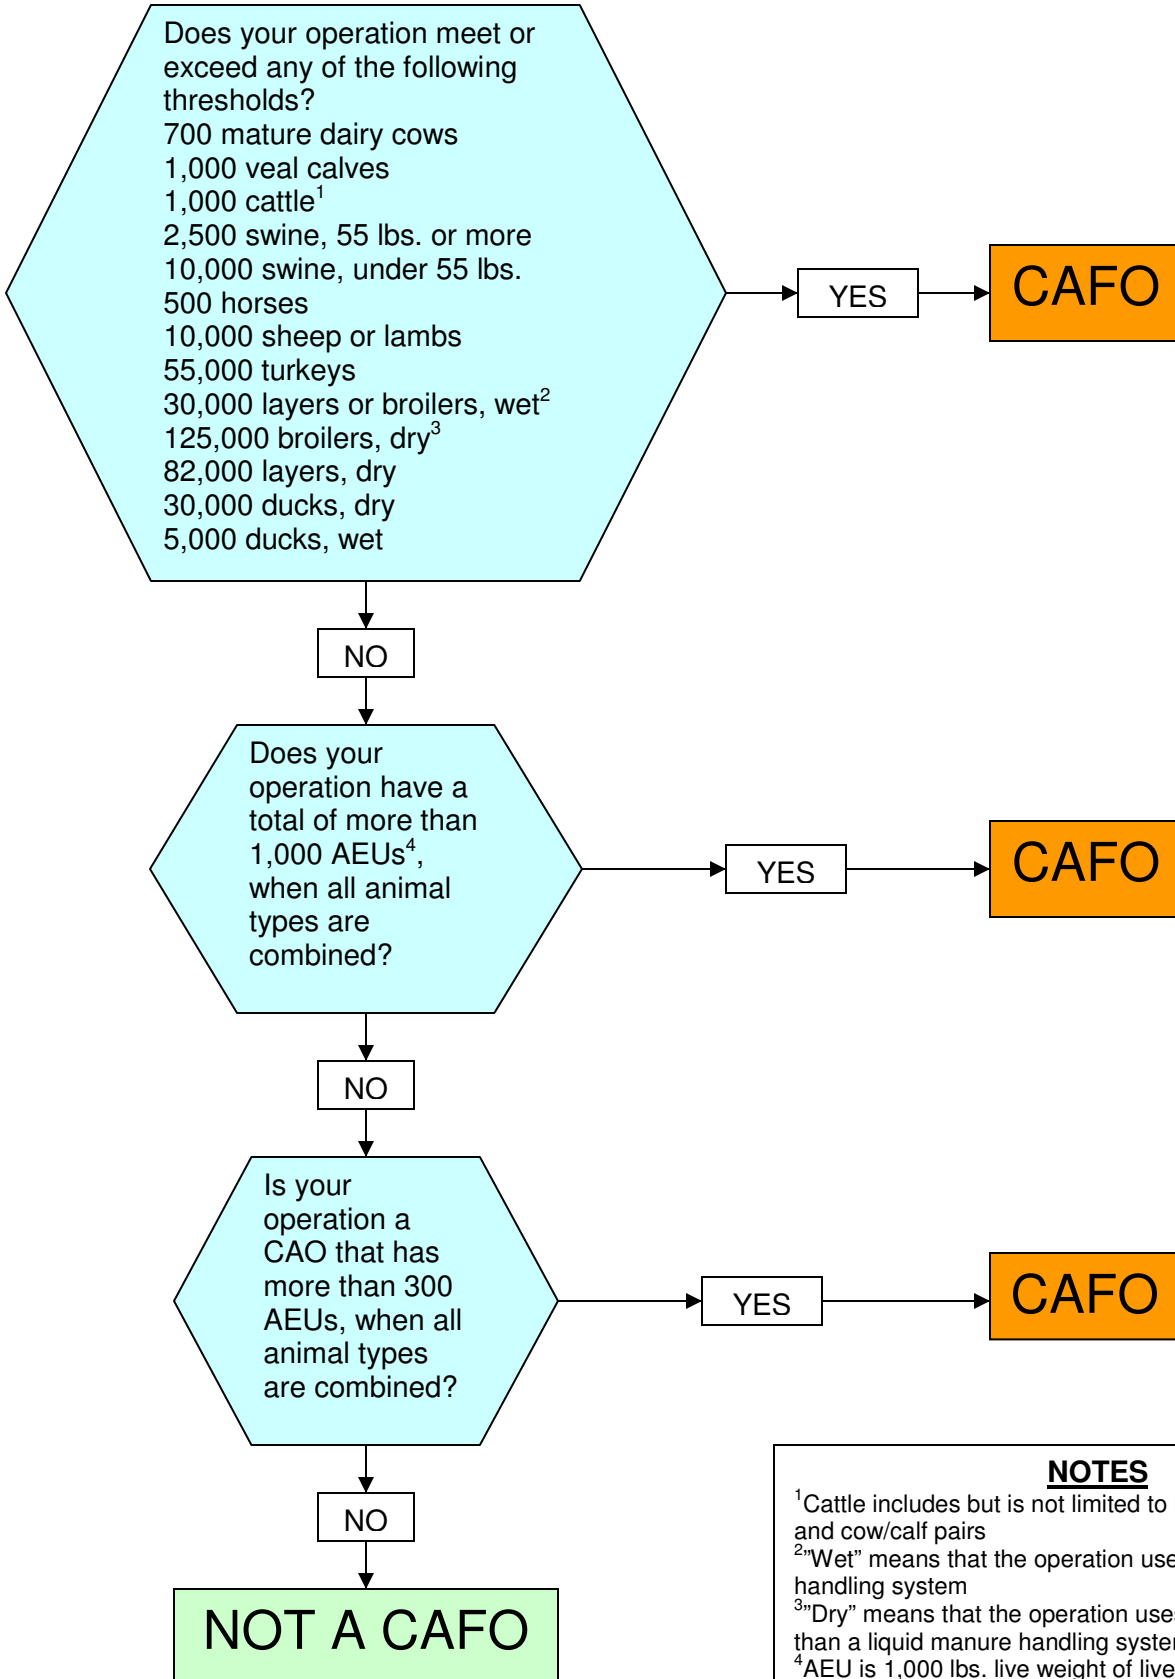 Does your operation meet or
exceed any of the following
thresholds?
700 mature dairy cows
1,000 veal calves
1,000 cattle¹
2,500 swine, 55 lbs. or more
10,000 swine, under 55 lbs.
500 horses
10,000 sheep or lambs
55,000 turkeys
30,000 layers or broilers, wet²
125,000 broilers, dry³
82,000 layers, dry
30,000 ducks, dry
5,000 ducks, wet
YES
CAFO
NO
Does your
operation have a
total of more than
1,000 AEUs⁴,
when all animal
types are
combined?
YES
CAFO
NO
Is your
operation a
CAO that has
more than 300
AEUs, when all
animal types
are combined?
YES
CAFO
NO
NOT A CAFO
NOTES
¹Cattle includes but is not limited to
and cow/calf pairs
²”Wet” means that the operation use
handling system
³”Dry” means that the operation use
than a liquid manure handling syste
⁴AEU is 1,000 lbs. live weight of live